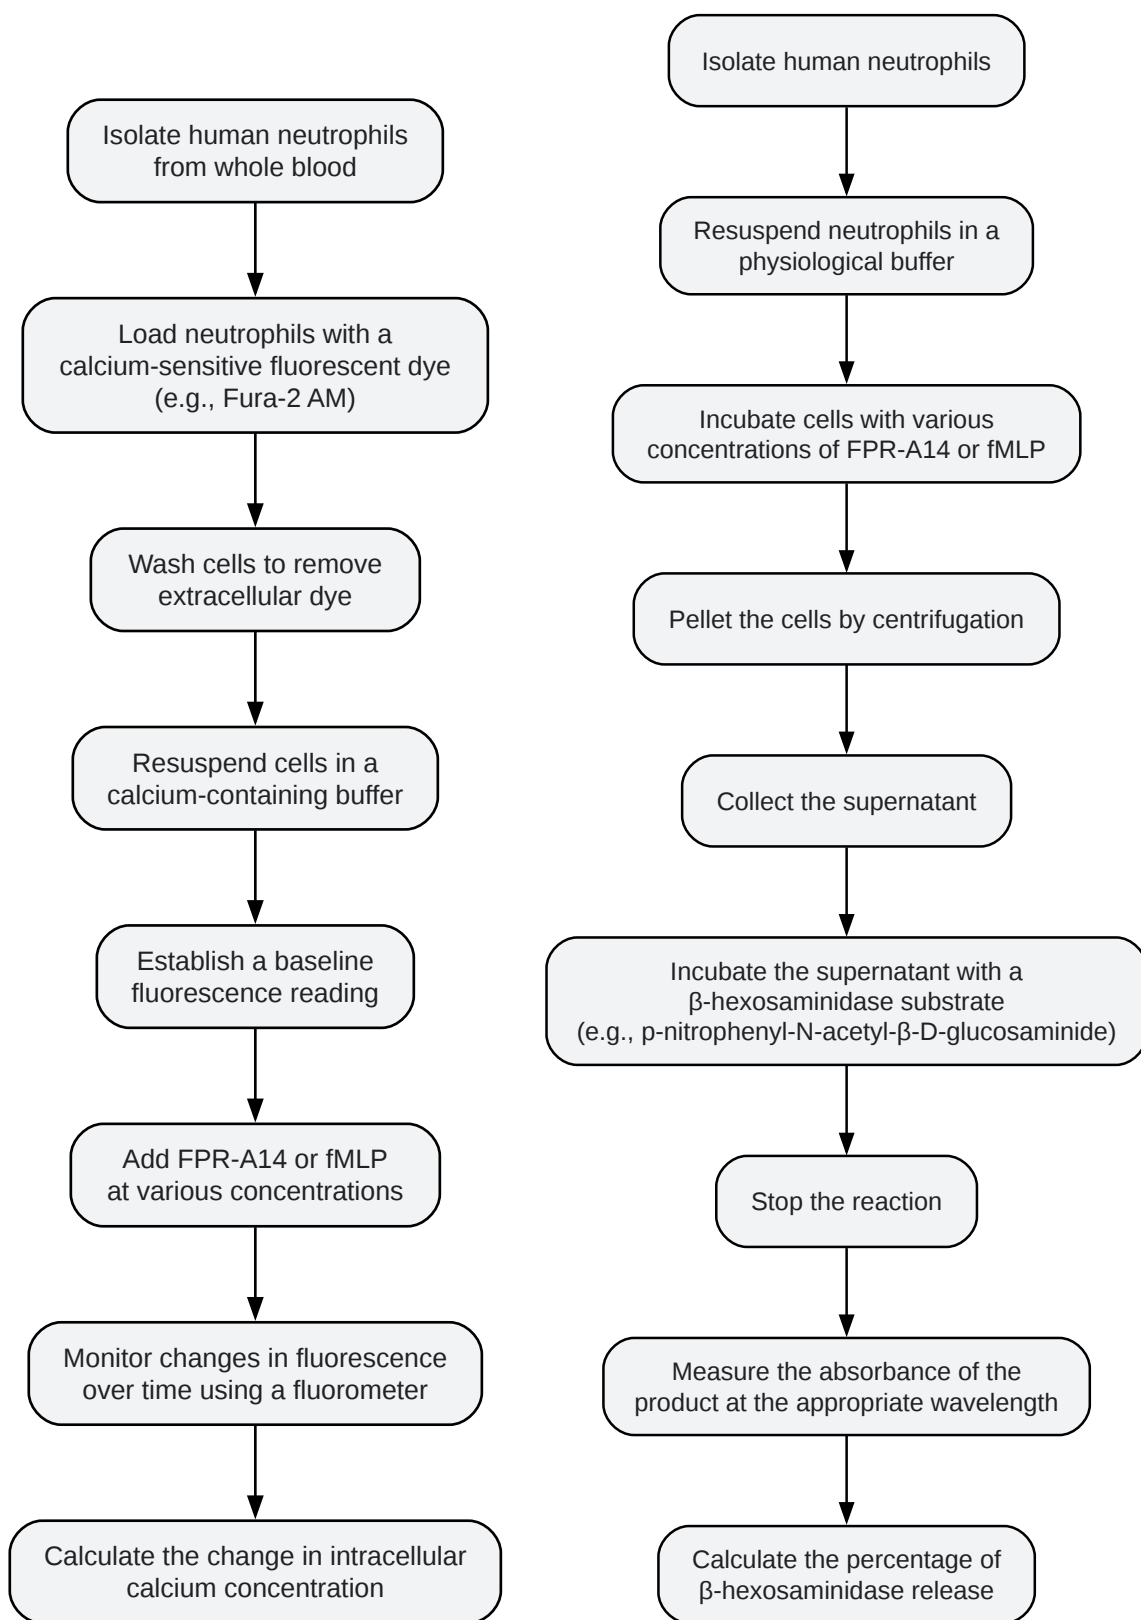 Isolate human neutrophils
from whole blood
Load neutrophils with a
calcium-sensitive fluorescent dye
(e.g., Fura-2 AM)
Wash cells to remove
extracellular dye
Resuspend cells in a
calcium-containing buffer
Establish a baseline
fluorescence reading
Add FPR-A14 or fMLP
at various concentrations
Monitor changes in fluorescence
over time using a fluorometer
Calculate the change in intracellular
calcium concentration
Isolate human neutrophils
Resuspend neutrophils in a
physiological buffer
Incubate cells with various
concentrations of FPR-A14 or fMLP
Pellet the cells by centrifugation
Collect the supernatant
Incubate the supernatant with a
β-hexosaminidase substrate
(e.g., p-nitrophenyl-N-acetyl-β-D-glucosaminide)
Stop the reaction
Measure the absorbance of the
product at the appropriate wavelength
Calculate the percentage of
β-hexosaminidase release